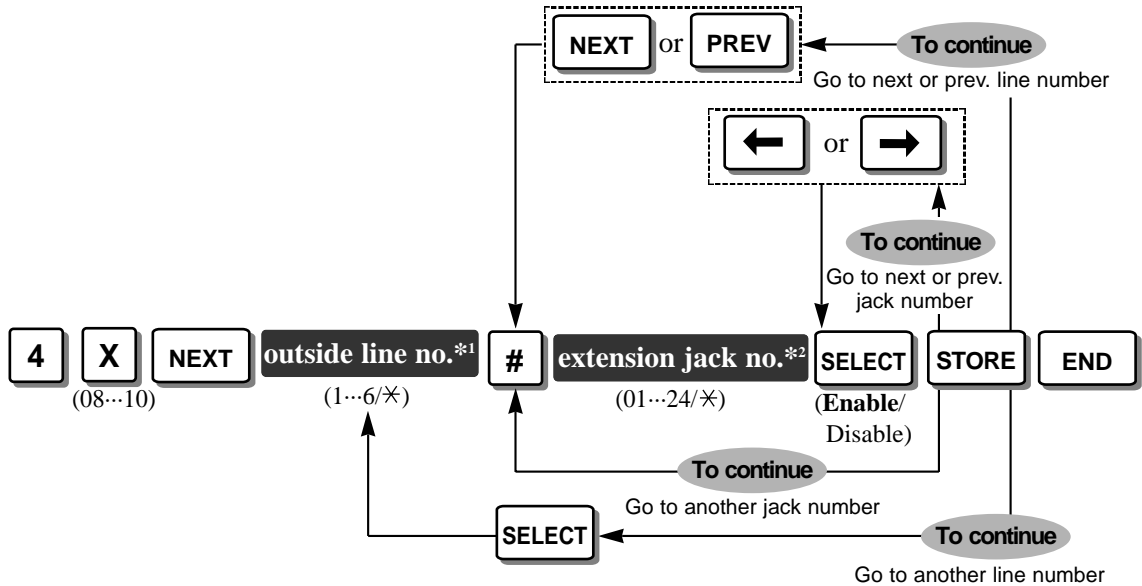 NEXT or PREV
To continue
Go to next or prev. line number
← or →
To continue
Go to next or prev.
jack number
4 X NEXT outside line no.*1 # extension jack no.*2 SELECT STORE END
(08···10) (1···6/✳) (01···24/✳) (Enable/
Disable)
To continue
Go to another jack number
SELECT
To continue
Go to another line number